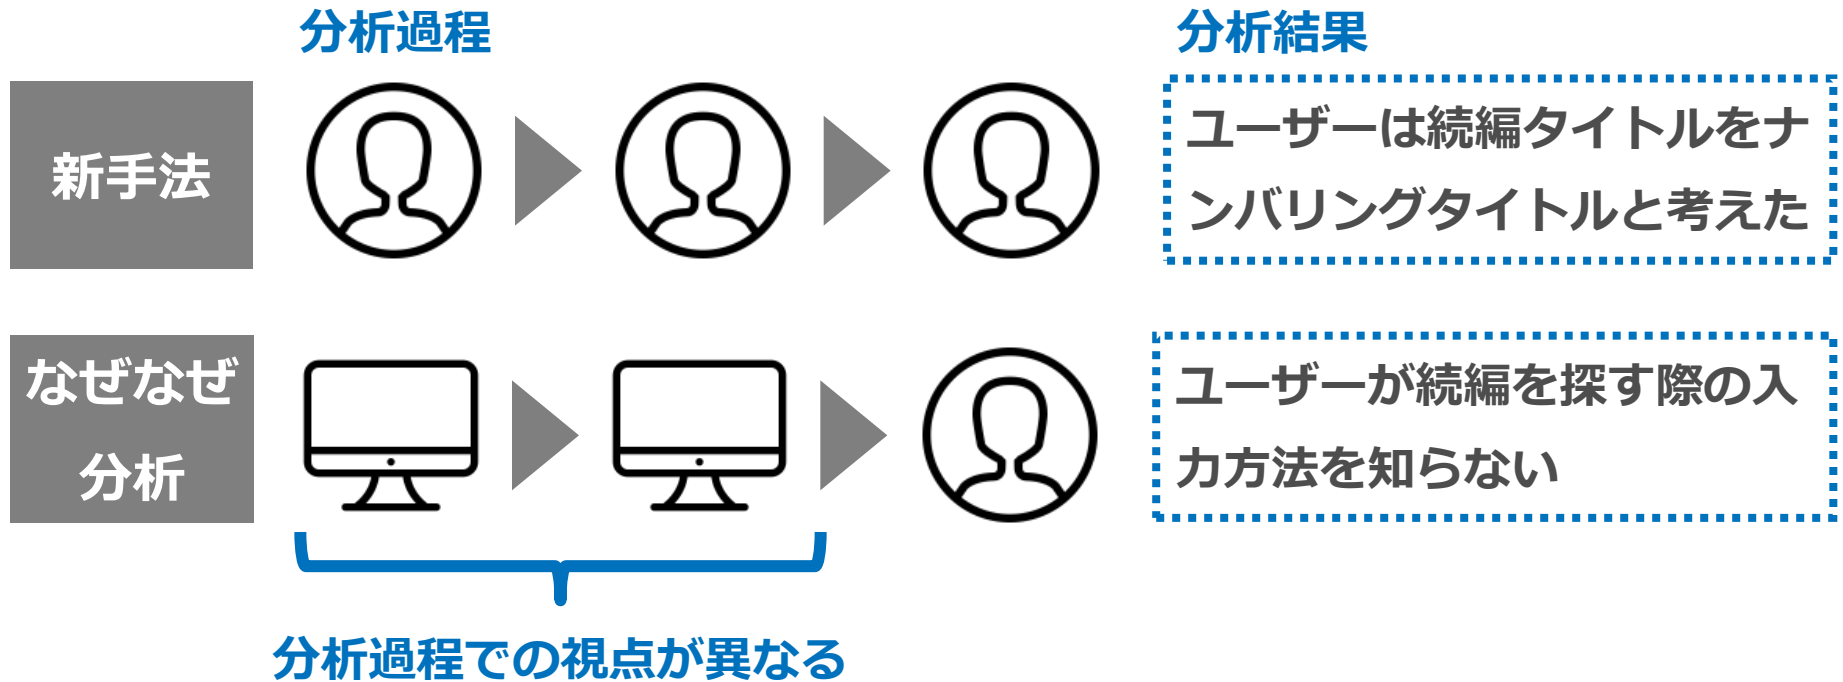 分析過程
分析結果
新手法
ユーザーは続編タイトルをナ
ンバリングタイトルと考えた
なぜなぜ
分析
ユーザーが続編を探す際の入
力方法を知らない
分析過程での視点が異なる